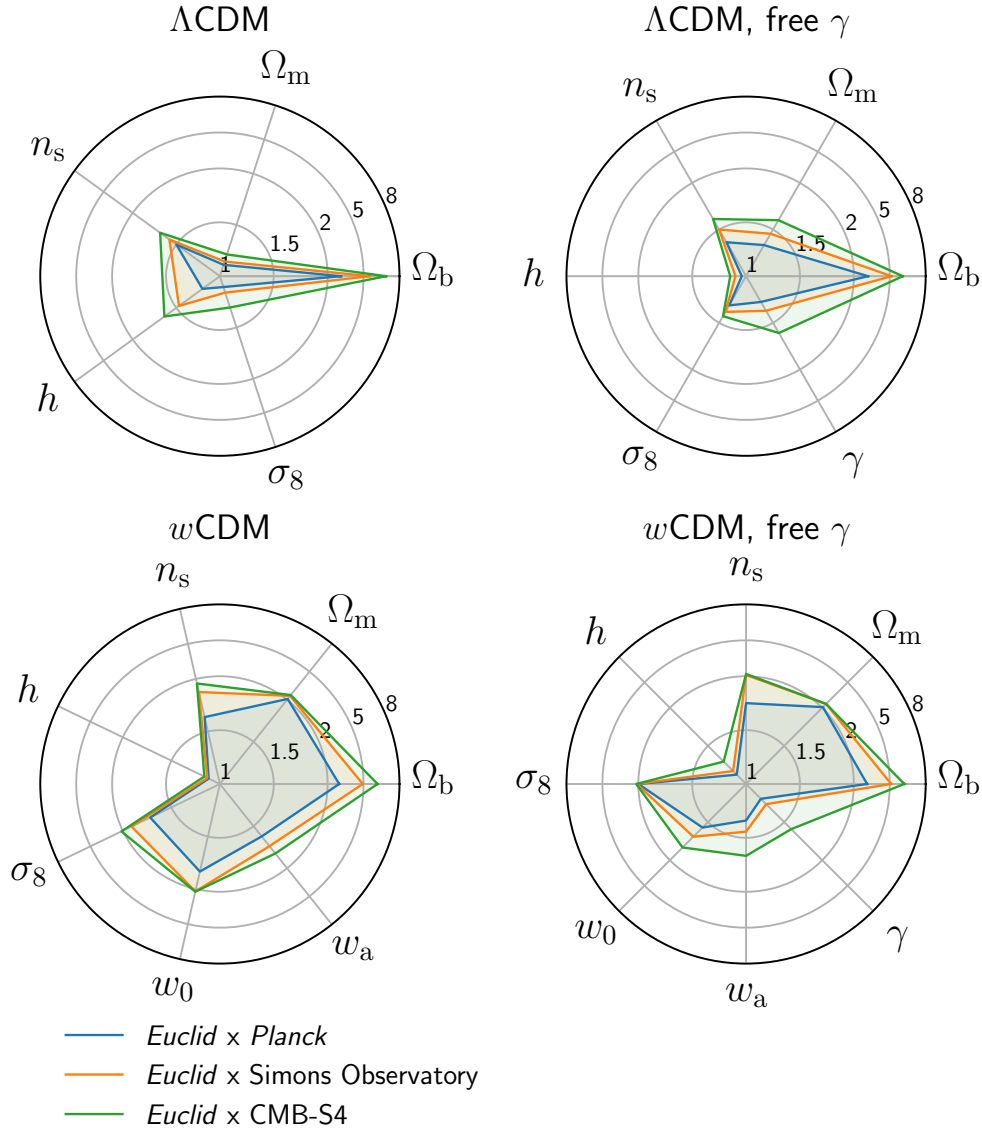 ΛCDM
Ωm
ns
8
5
2
1.5
1
Ωb
h
σ8
ΛCDM, free γ
ns
Ωm
8
5
2
1.5
1
Ωb
h
σ8
γ
wCDM
ns
Ωm
h
8
5
2
1.5
1
Ωb
σ8
w0
wa
wCDM, free γ
ns
h
Ωm
8
5
2
1.5
1
Ωb
σ8
w0
γ
wa
Euclid x Planck
Euclid x Simons Observatory
Euclid x CMB-S4